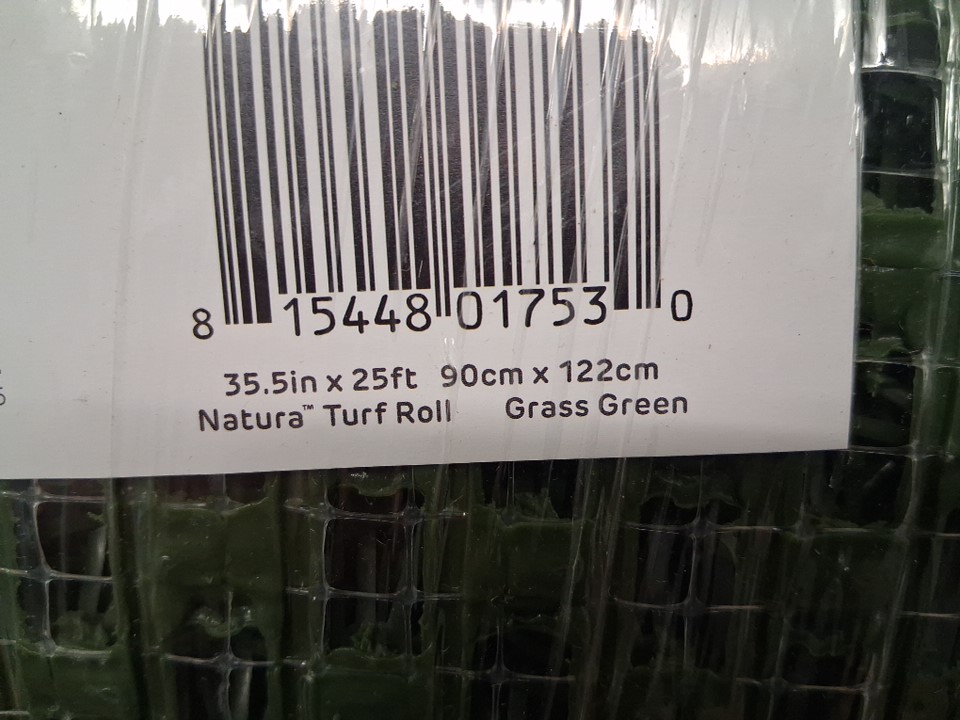 8 15448 01753 0
35.5in x 25ft 90cm x 122cm
Natura™ Turf Roll Grass Green